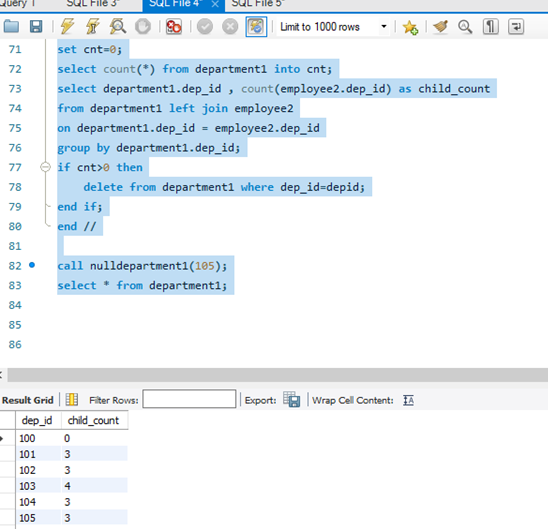 Query 1 SQL File 3* SQL File 4* × SQL File 5*
Limit to 1000 rows
71 set cnt=0;
72 select count(*) from department1 into cnt;
73 select department1.dep_id , count(employee2.dep_id) as child_count
74 from department1 left join employee2
75 on department1.dep_id = employee2.dep_id
76 group by department1.dep_id;
77 if cnt>0 then
78 delete from department1 where dep_id=depid;
79 end if;
80 end //
81
82 call nulldepartment1(105);
83 select * from department1;
84
85
86
Result Grid Filter Rows: Export: Wrap Cell Content:
dep_id child_count
100 0
101 3
102 3
103 4
104 3
105 3